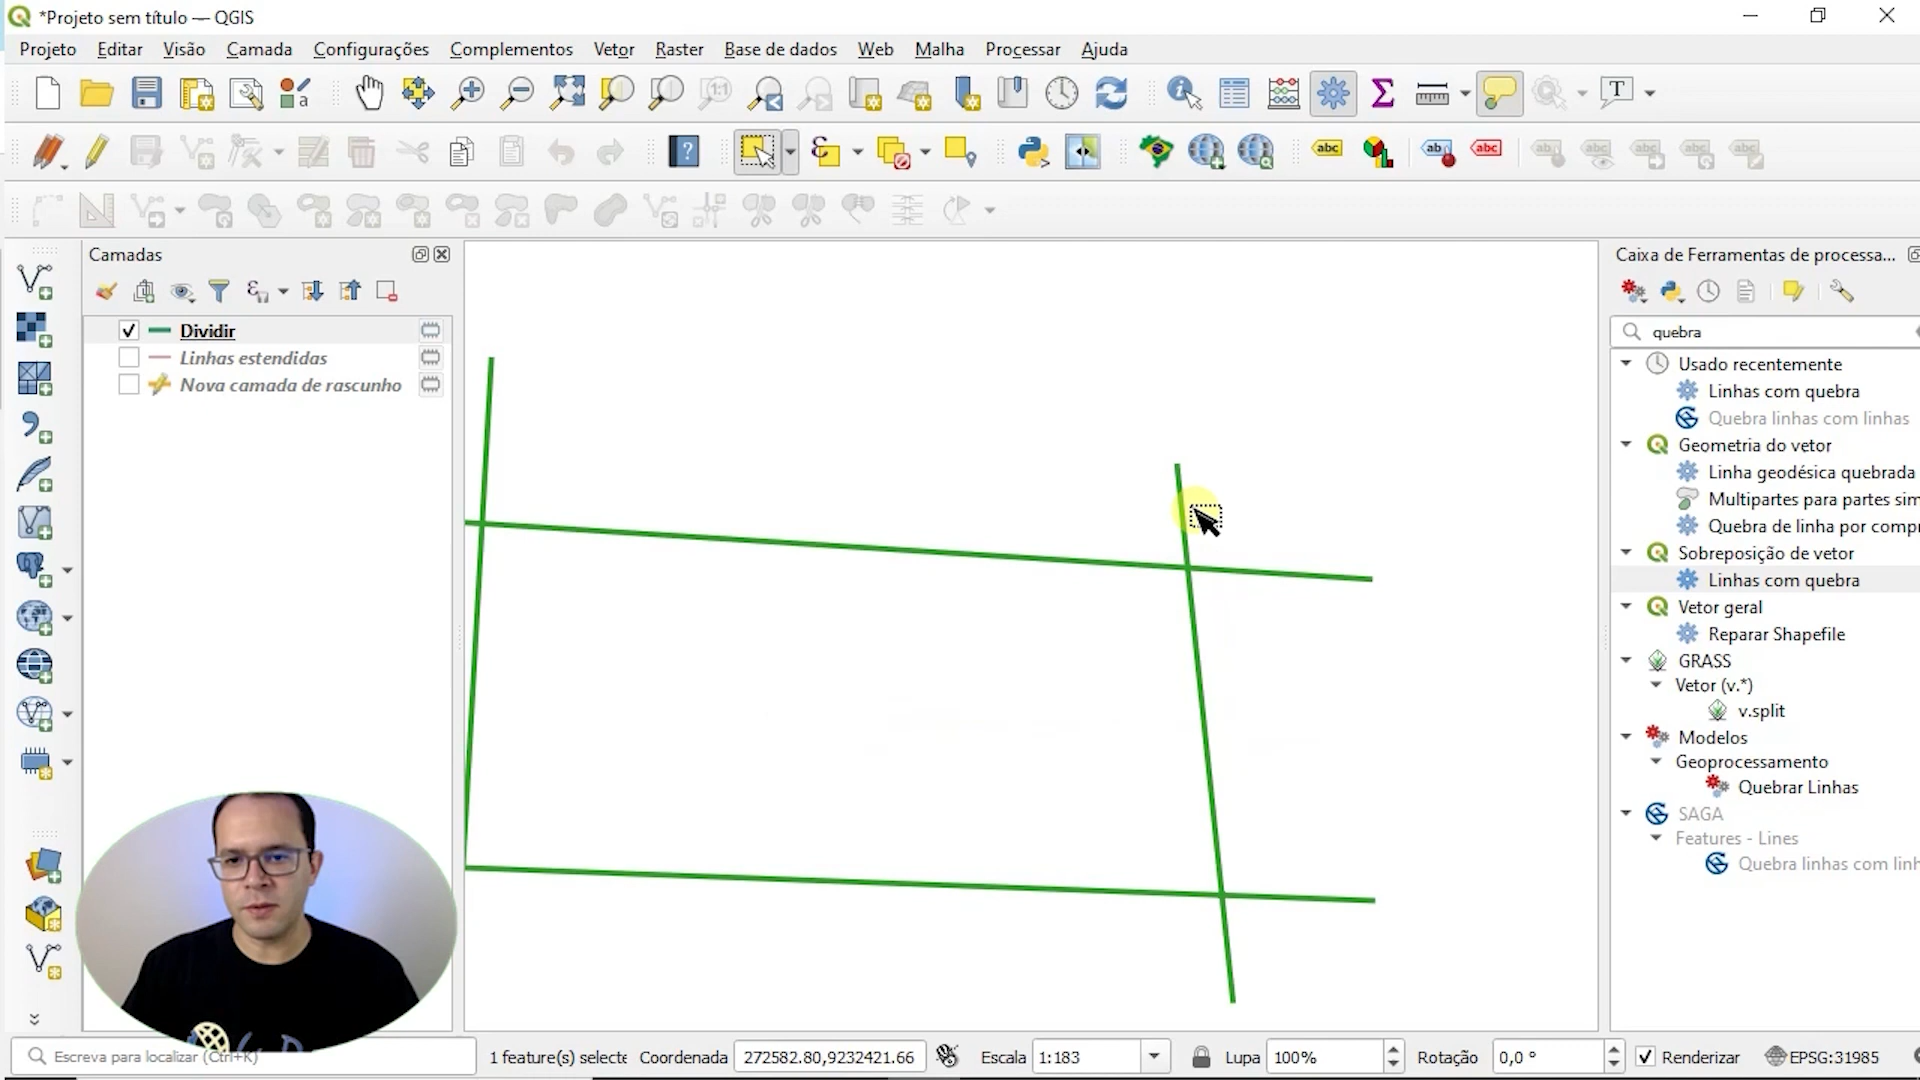 *Projeto sem título — QGIS
Projeto Editar Visão Camada Configurações Complementos Vetor Raster Base de dados Web Malha Processar Ajuda
Camadas
Dividir
Linhas estendidas
Nova camada de rascunho
Caixa de Ferramentas de processa...
quebra
Usado recentemente
Linhas com quebra
Quebra linhas com linhas
Geometria do vetor
Linha geodésica quebrada
Multipartes para partes sim
Quebra de linha por compr
Sobreposição de vetor
Linhas com quebra
Vetor geral
Reparar Shapefile
GRASS
Vetor (v.*)
v.split
Modelos
Geoprocessamento
Quebrar Linhas
SAGA
Features - Lines
Quebra linhas com linh
Escreva para localizar (Ctrl+K) 1 feature(s) selecte Coordenada 272582.80,9232421.66 Escala 1:183 Lupa 100% Rotação 0,0 ° Renderizar EPSG:31985